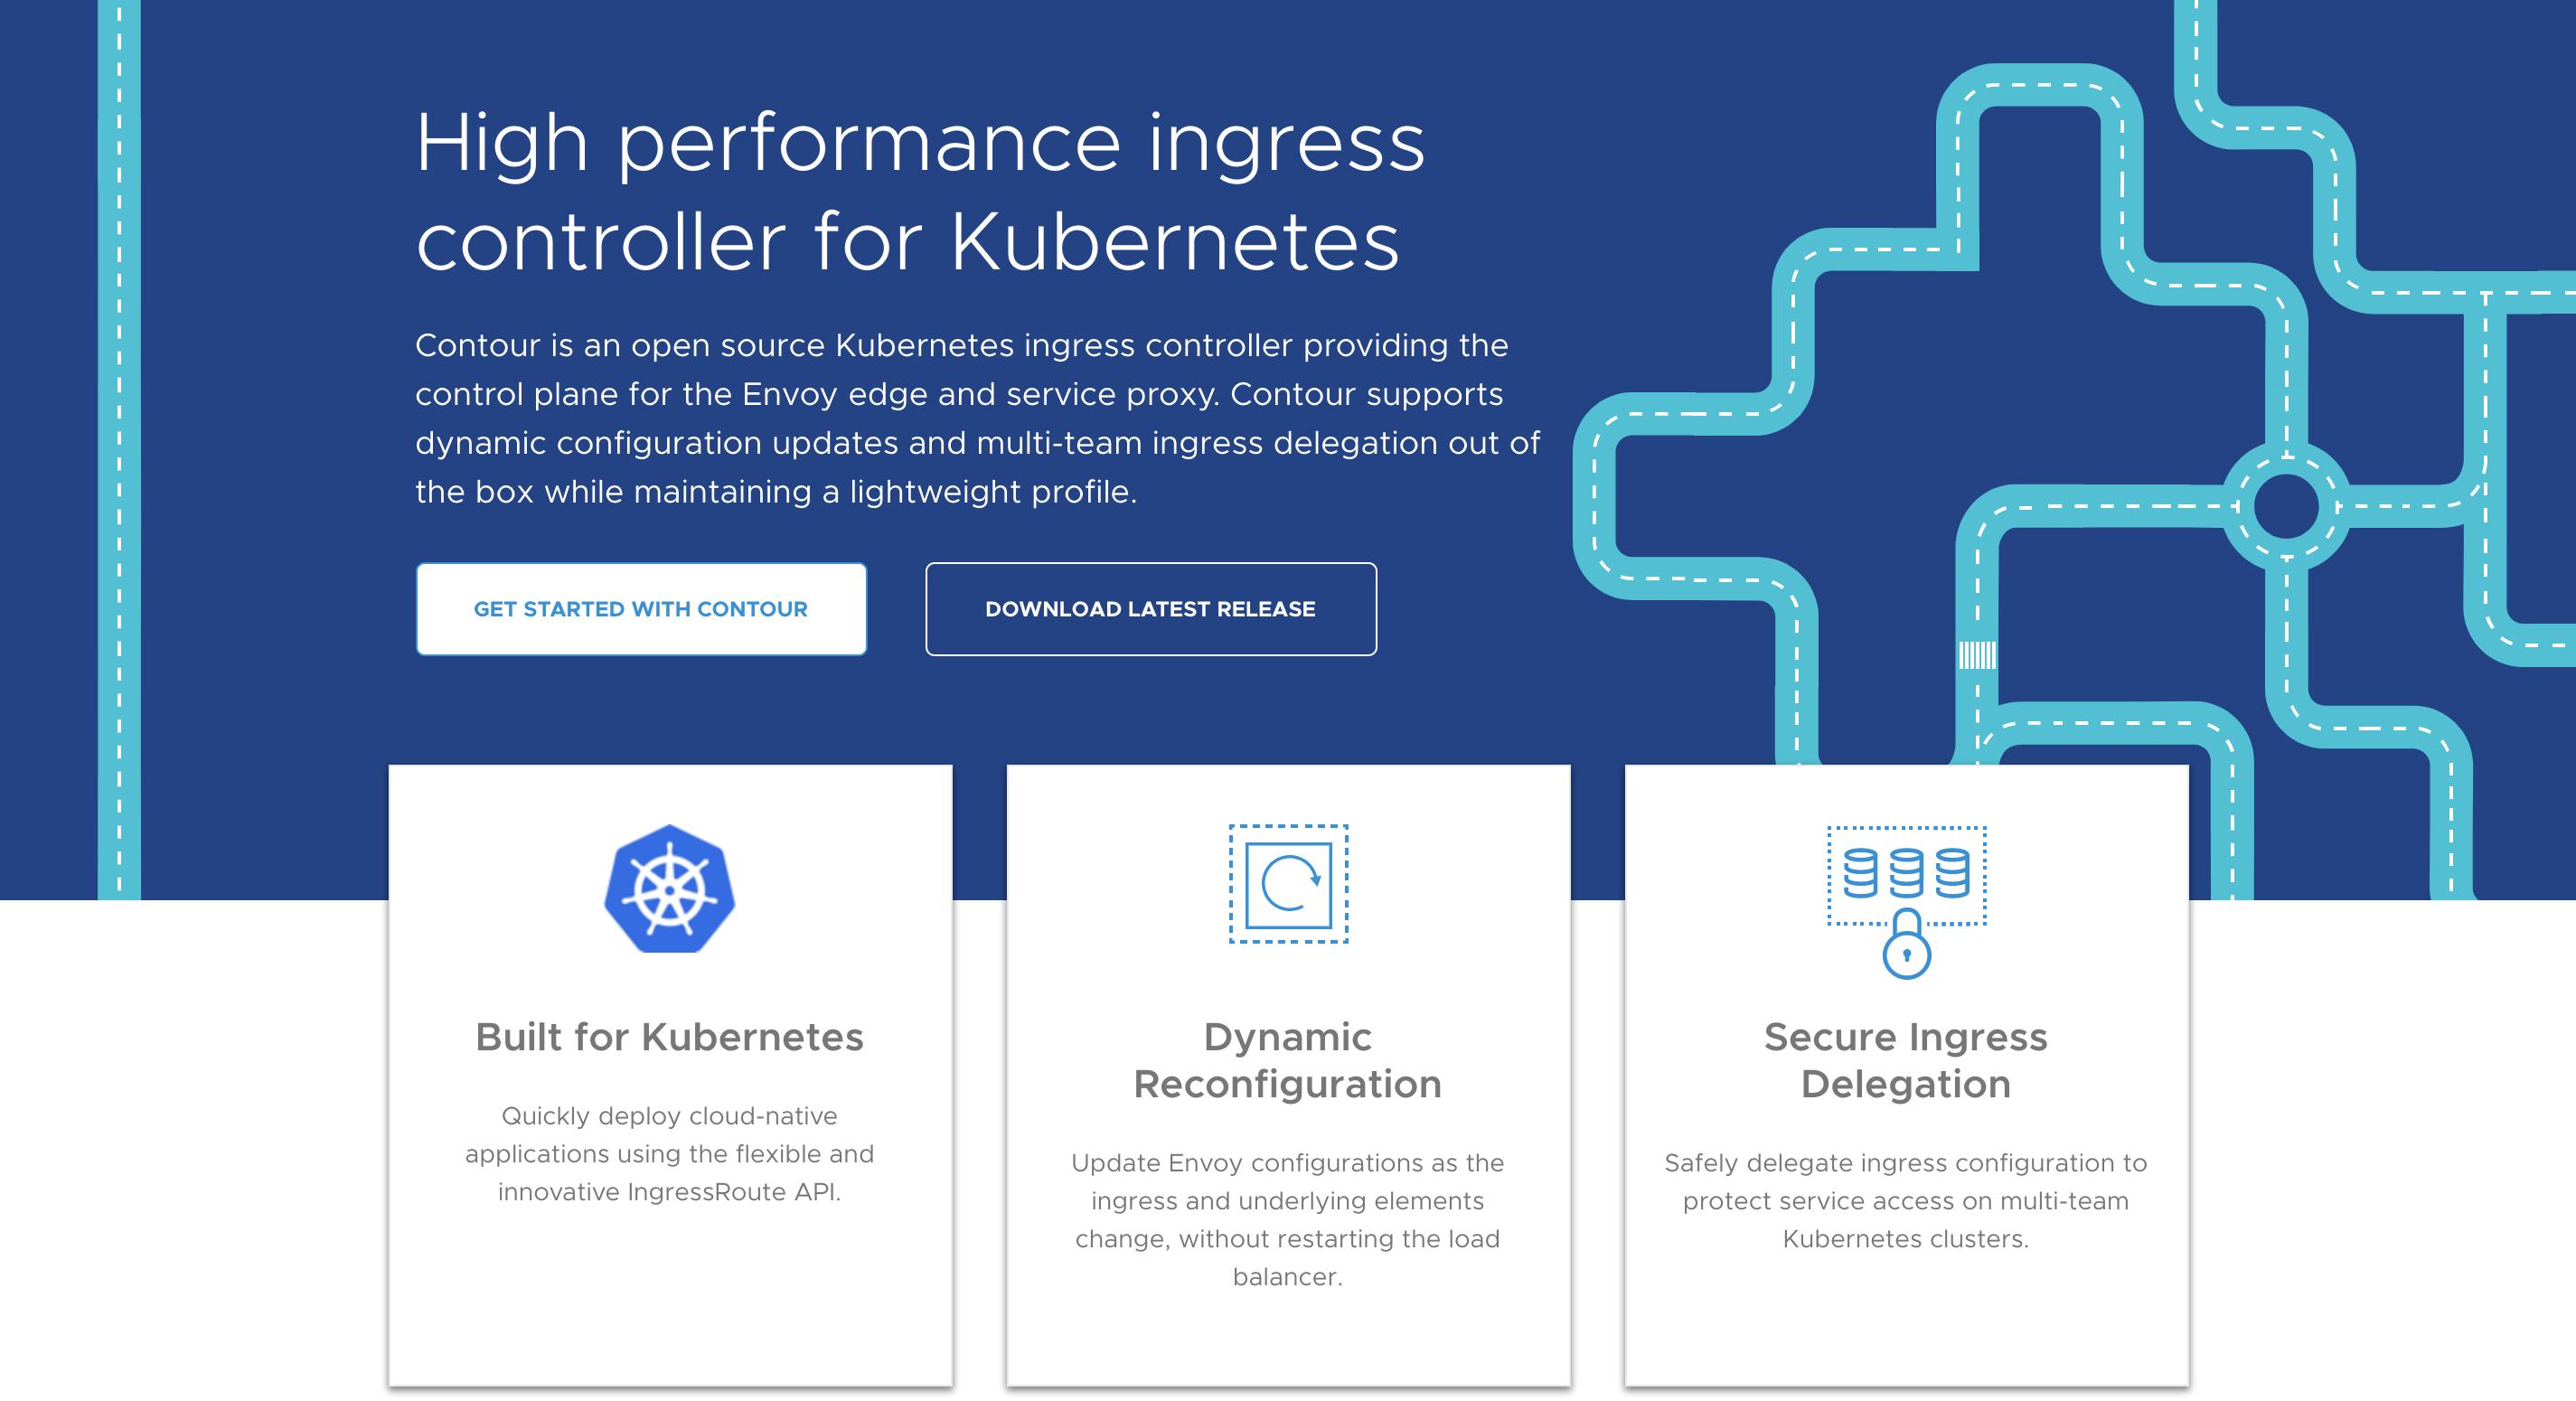 High performance ingress
controller for Kubernetes
Contour is an open source Kubernetes ingress controller providing the
control plane for the Envoy edge and service proxy. Contour supports
dynamic configuration updates and multi-team ingress delegation out of
the box while maintaining a lightweight profile.
GET STARTED WITH CONTOUR
DOWNLOAD LATEST RELEASE
Built for Kubernetes
Quickly deploy cloud-native
applications using the flexible and
innovative IngressRoute API.
Dynamic
Reconfiguration
Update Envoy configurations as the
ingress and underlying elements
change, without restarting the load
balancer.
Secure Ingress
Delegation
Safely delegate ingress configuration to
protect service access on multi-team
Kubernetes clusters.